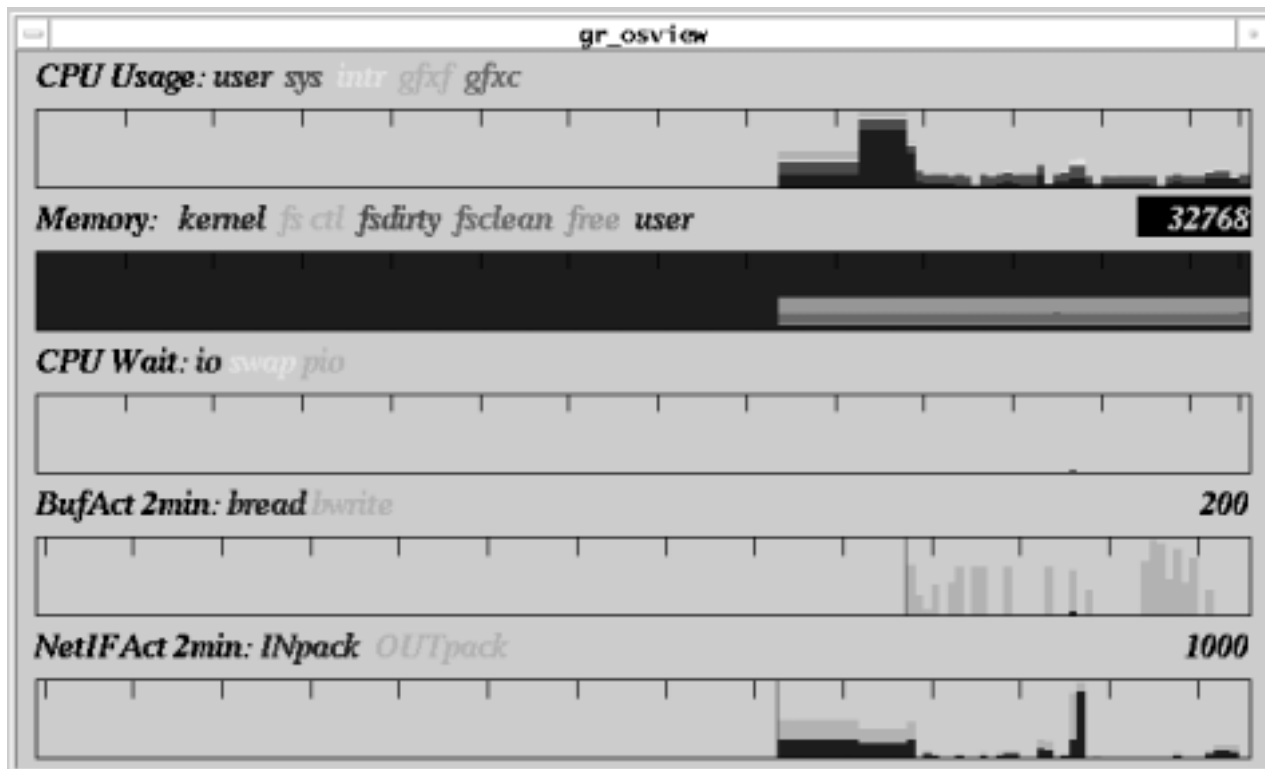 gr_osview
CPU Usage: user sys intr gfxf gfxc
Memory: kernel fs ctl fsdirty fsclean free user 32768
CPU Wait: io swap pio
BufAct 2min: bread bwrite 200
NetIFAct 2min: INpack OUTpack 1000